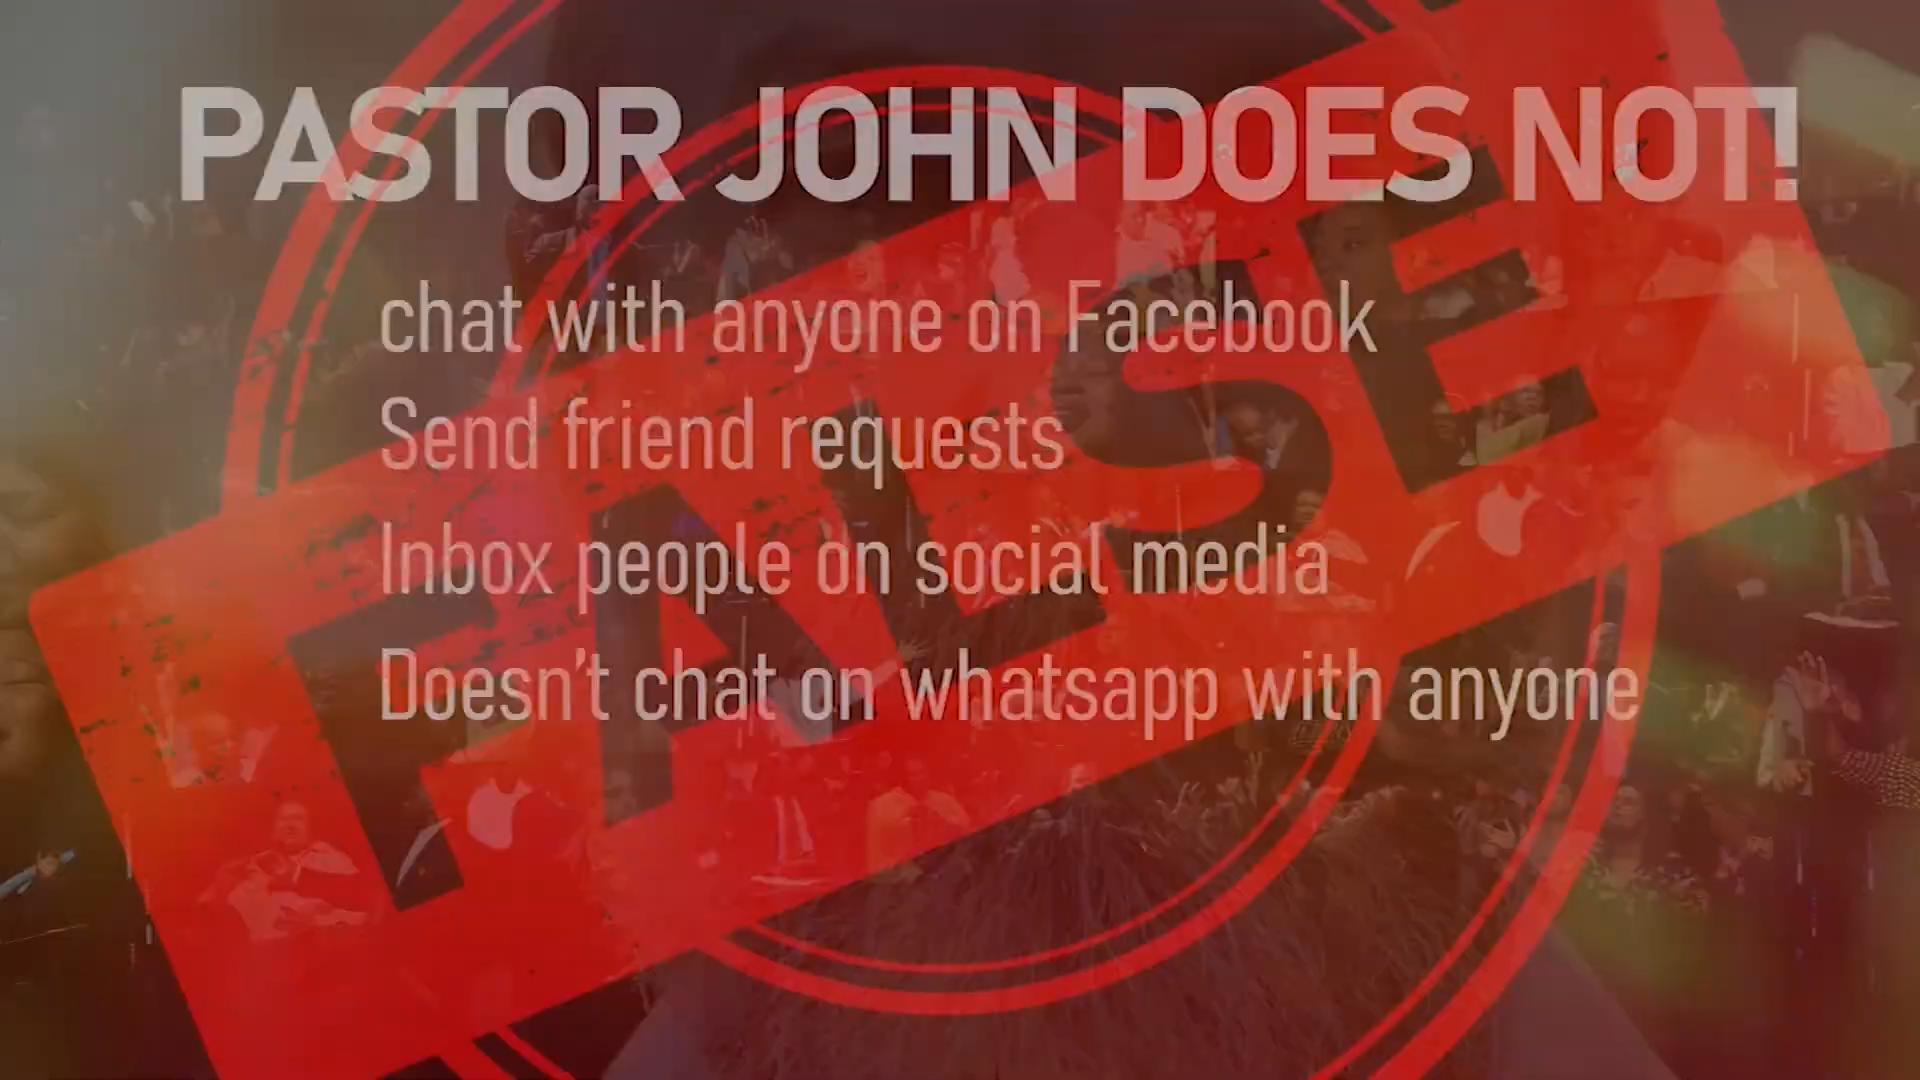 PASTOR JOHN DOES NOT!
chat with anyone on Facebook
Send friend requests
Inbox people on social media
Doesn't chat on whatsapp with anyone
FALSE